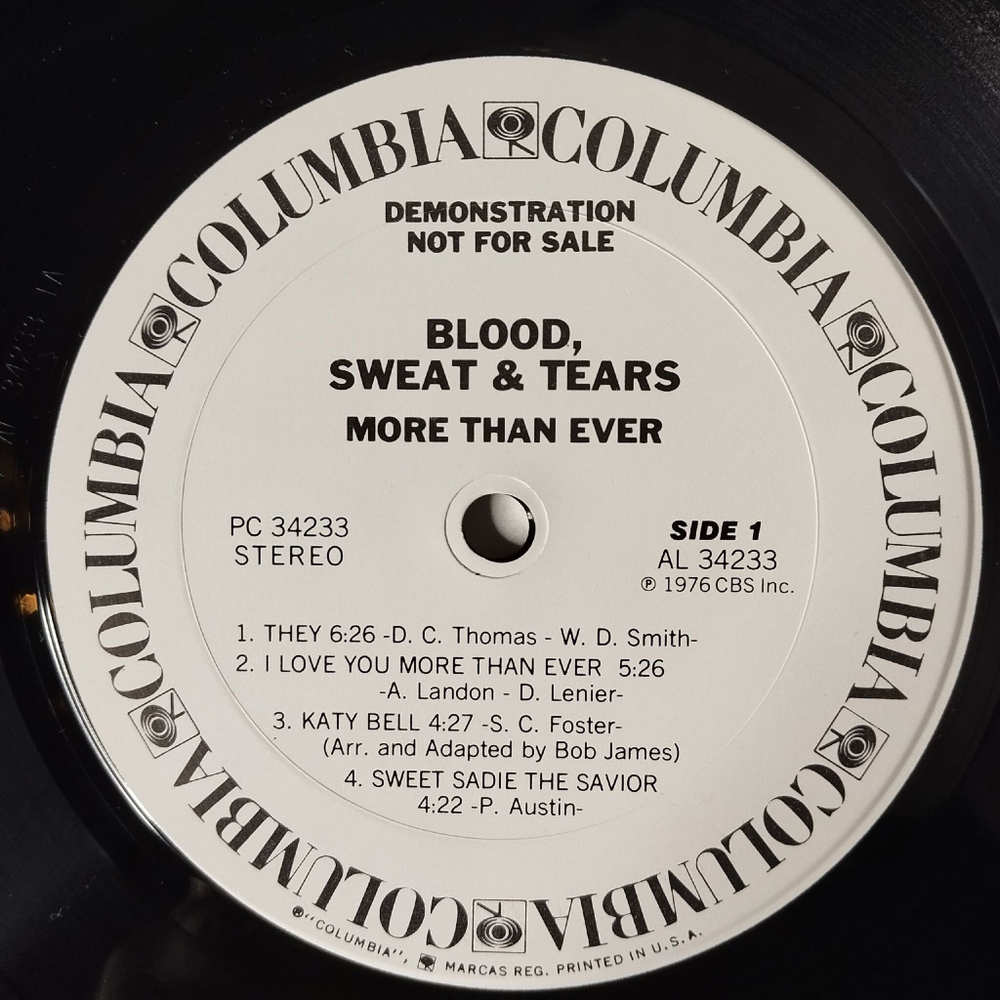 COLUMBIA COLUMBIA COLUMBIA COLUMBIA COLUMBIA COLUMBIA
DEMONSTRATION
NOT FOR SALE
BLOOD,
SWEAT & TEARS
MORE THAN EVER
PC 34233
STEREO
SIDE 1
AL 34233
℗ 1976 CBS Inc.
1. THEY 6:26 -D. C. Thomas - W. D. Smith-
2. I LOVE YOU MORE THAN EVER 5:26
-A. Landon - D. Lenier-
3. KATY BELL 4:27 -S. C. Foster-
(Arr. and Adapted by Bob James)
4. SWEET SADIE THE SAVIOR
4:22 -P. Austin-
®"COLUMBIA", MARCAS REG. PRINTED IN U.S.A.